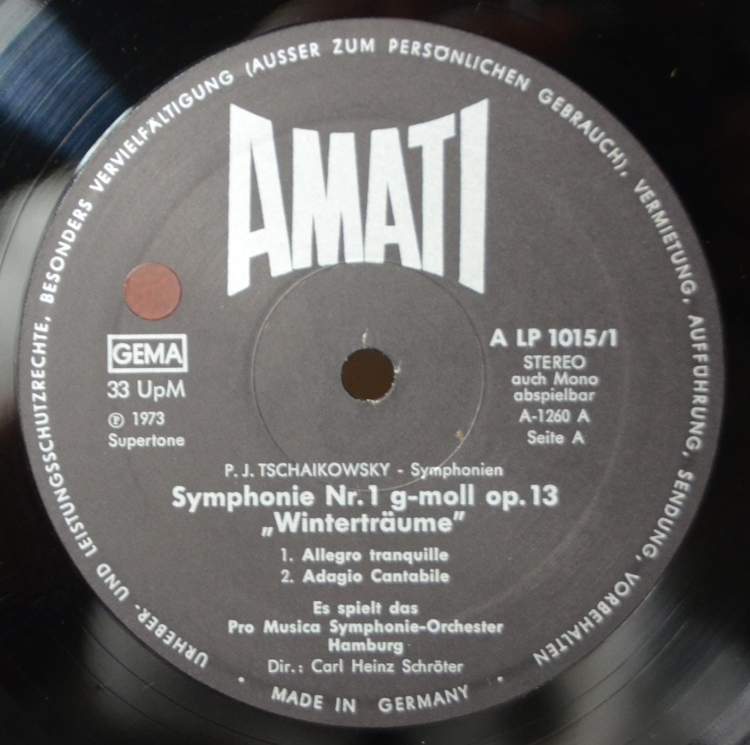 URHEBER- UND LEISTUNGSSCHUTZRECHTE, BESONDERS VERVIELFÄLTIGUNG (AUSSER ZUM PERSÖNLICHEN GEBRAUCH), VERMIETUNG, AUFFÜHRUNG, SENDUNG, VORBEHALTEN
AMATI
GEMA
33 UpM
Ⓟ 1973
Supertone
A LP 1015/1
STEREO
auch Mono
abspielbar
A-1260 A
Seite A
P. J. TSCHAIKOWSKY - Symphonien
Symphonie Nr. 1 g-moll op. 13
„Winterträume"
1. Allegro tranquille
2. Adagio Cantabile
Es spielt das
Pro Musica Symphonie-Orchester
Hamburg
Dir.: Carl Heinz Schröter
• MADE IN GERMANY •